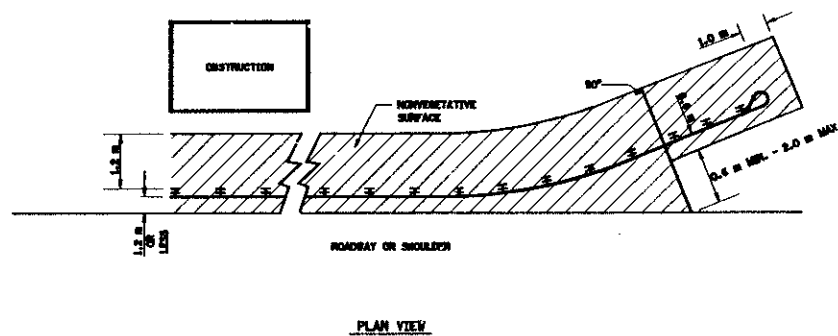 1.0 m
OBSTRUCTION
90°
NONVEGETATIVE
SURFACE
1.2 m
0.6 m MIN. - 2.0 m MAX
1.2 m
OR
LESS
ROADWAY OR SHOULDER
PLAN VIEW